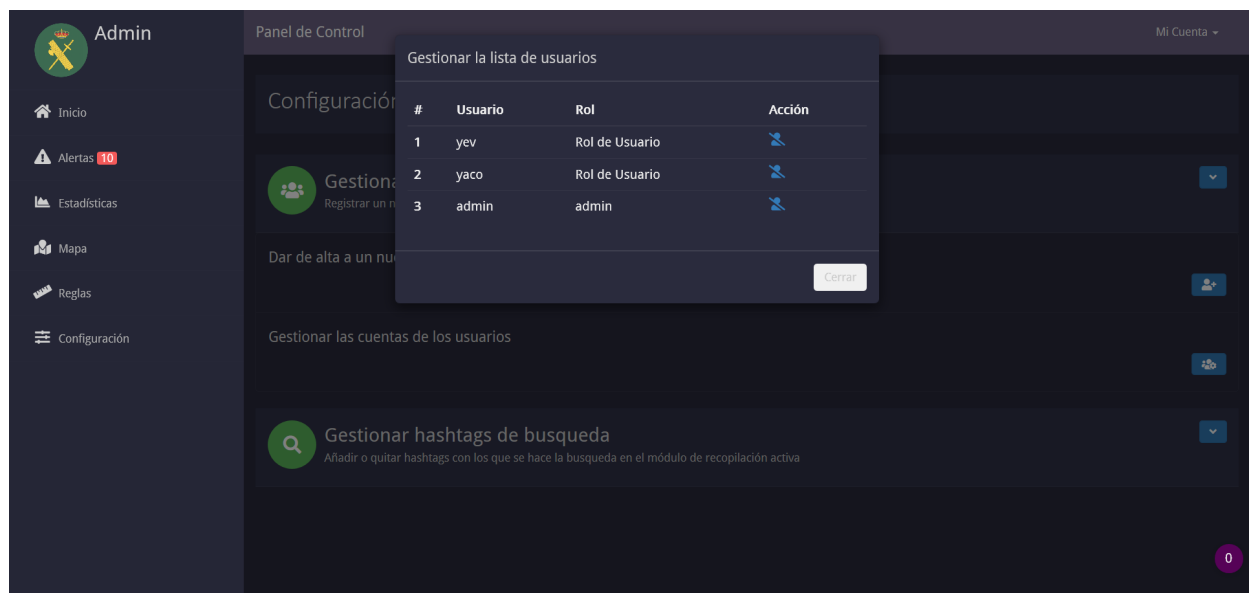 Admin
Inicio
Alertas 10
Estadísticas
Mapa
Reglas
Configuración
Panel de Control
Mi Cuenta
Gestionar la lista de usuarios
# Usuario Rol Acción
1 yev Rol de Usuario
2 yaco Rol de Usuario
3 admin admin
Cerrar
Configuración
Gestiona
Registrar un n
Dar de alta a un nu
Gestionar las cuentas de los usuarios
Gestionar hashtags de busqueda
Añadir o quitar hashtags con los que se hace la busqueda en el módulo de recopilación activa
0